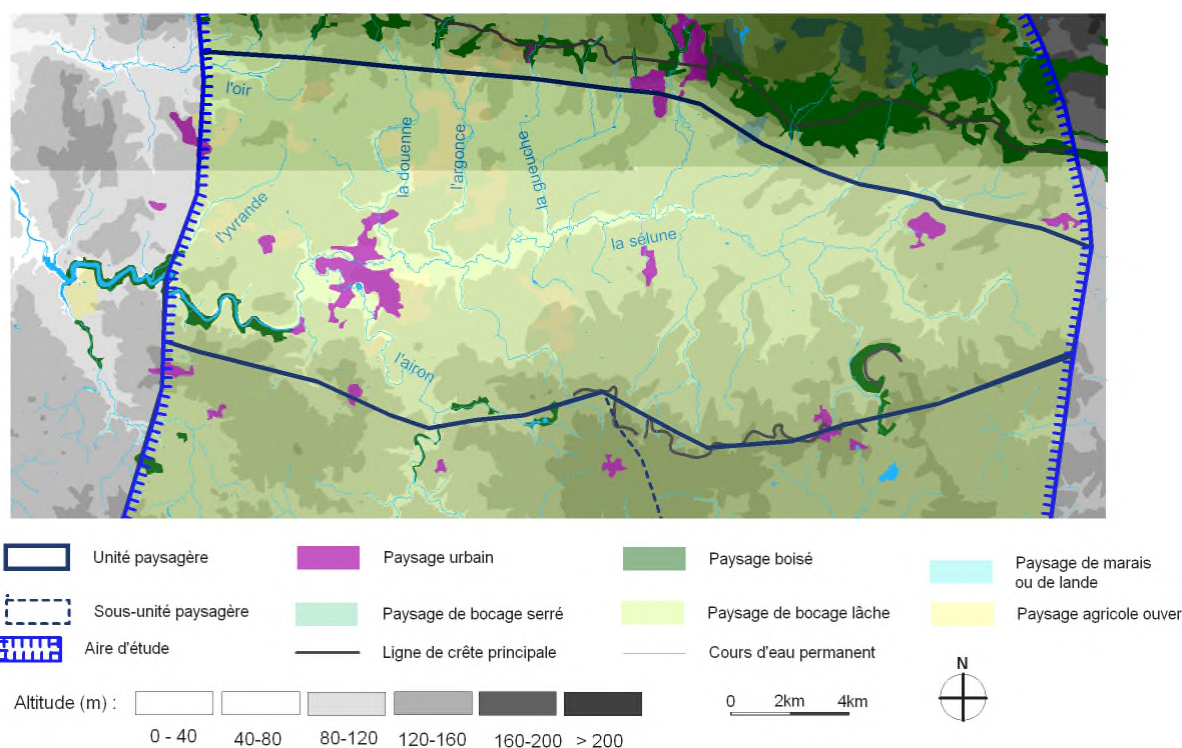 l'oir
la douenne
l'argonce
la gueuche
l'yvrande
la sélune
l'airon
Unité paysagère
Paysage urbain
Paysage boisé
Paysage de marais
ou de lande
Sous-unité paysagère
Paysage de bocage serré
Paysage de bocage lâche
Paysage agricole ouver
Aire d'étude
Ligne de crête principale
Cours d'eau permanent
N
Altitude (m) :
0 2km 4km
0 - 40 40-80 80-120 120-160 160-200 > 200